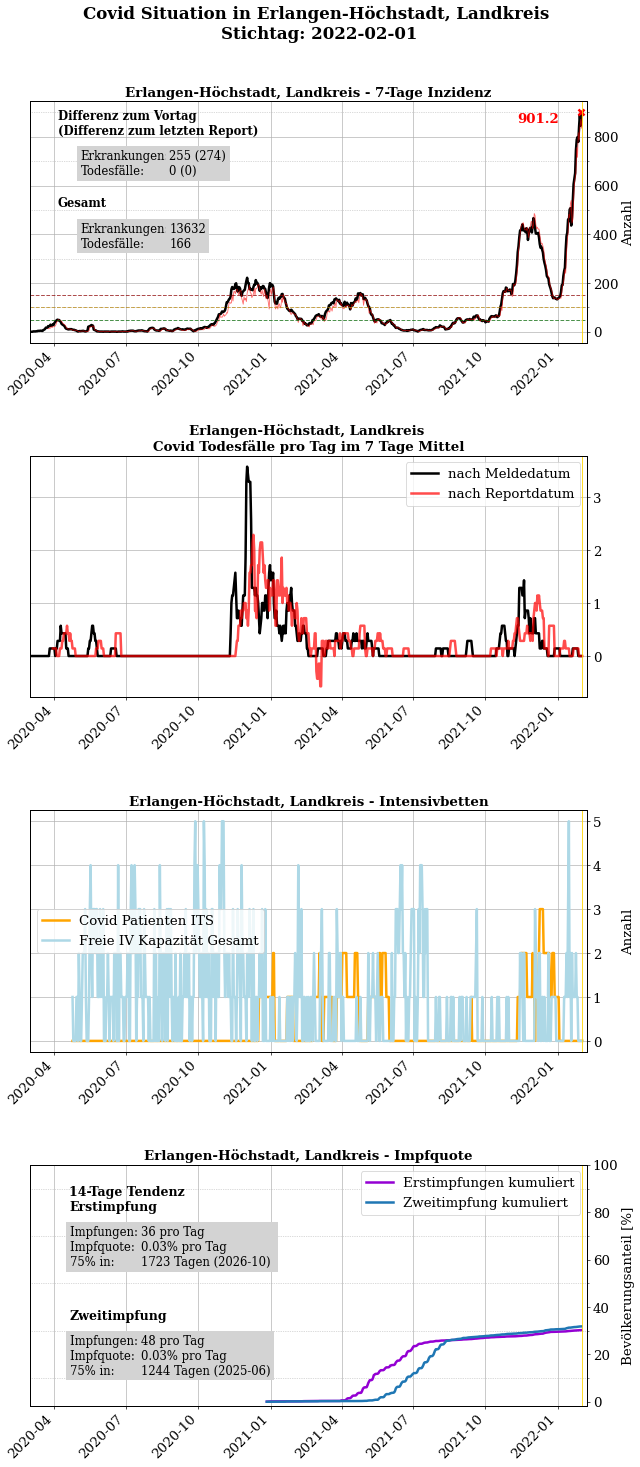 Covid Situation in Erlangen-Höchstadt, Landkreis
Stichtag: 2022-02-01
Erlangen-Höchstadt, Landkreis - 7-Tage Inzidenz
Differenz zum Vortag
(Differenz zum letzten Report)
Erkrankungen 255 (274)
Todesfälle: 0 (0)
Gesamt
Erkrankungen 13632
Todesfälle: 166
901.2
800
600
400
200
0
Anzahl
2020-04
2020-07
2020-10
2021-01
2021-04
2021-07
2021-10
2022-01
Erlangen-Höchstadt, Landkreis
Covid Todesfälle pro Tag im 7 Tage Mittel
nach Meldedatum
nach Reportdatum
3
2
1
0
2020-04
2020-07
2020-10
2021-01
2021-04
2021-07
2021-10
2022-01
Erlangen-Höchstadt, Landkreis - Intensivbetten
Covid Patienten ITS
Freie IV Kapazität Gesamt
5
4
3
2
1
0
Anzahl
2020-04
2020-07
2020-10
2021-01
2021-04
2021-07
2021-10
2022-01
Erlangen-Höchstadt, Landkreis - Impfquote
14-Tage Tendenz
Erstimpfung
Impfungen: 36 pro Tag
Impfquote: 0.03% pro Tag
75% in: 1723 Tagen (2026-10)
Zweitimpfung
Impfungen: 48 pro Tag
Impfquote: 0.03% pro Tag
75% in: 1244 Tagen (2025-06)
Erstimpfungen kumuliert
Zweitimpfung kumuliert
100
80
60
40
20
0
Bevölkerungsanteil [%]
2020-04
2020-07
2020-10
2021-01
2021-04
2021-07
2021-10
2022-01